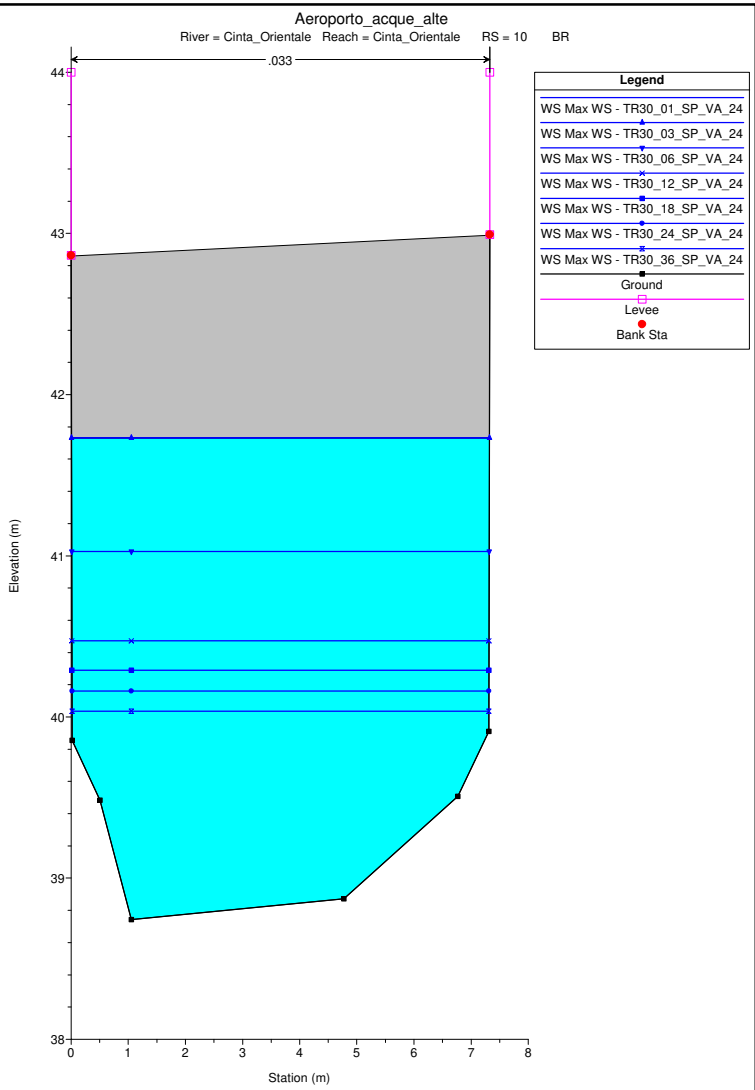 Aeroporto_acque_alte
River = Cinta_Orientale Reach = Cinta_Orientale RS = 10 BR
.033
44
43
42
41
40
39
38
Elevation (m)
0 1 2 3 4 5 6 7 8
Station (m)
Legend
WS Max WS - TR30_01_SP_VA_24
WS Max WS - TR30_03_SP_VA_24
WS Max WS - TR30_06_SP_VA_24
WS Max WS - TR30_12_SP_VA_24
WS Max WS - TR30_18_SP_VA_24
WS Max WS - TR30_24_SP_VA_24
WS Max WS - TR30_36_SP_VA_24
Ground
Levee
Bank Sta